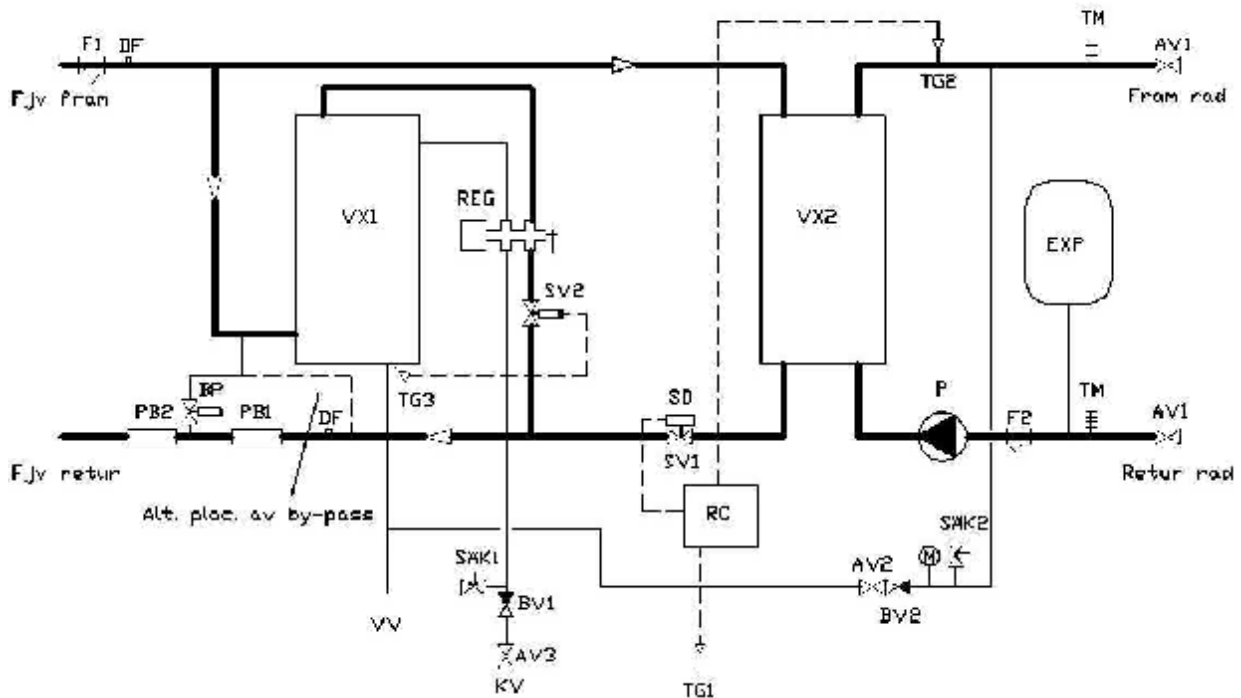 F1
DF
Fjv fram
TM
AV1
TG2
Fram rad
REG
VX1
VX2
EXP
SV2
BP
TG3
PB2
PB1
DF
SD
P
TM
AV1
SV1
F2
Fjv retur
Retur rad
Alt. plac. av by-pass
RC
SÄK2
SÄK1
AV2
M
BV1
BV2
VV
AV3
KV
TG1